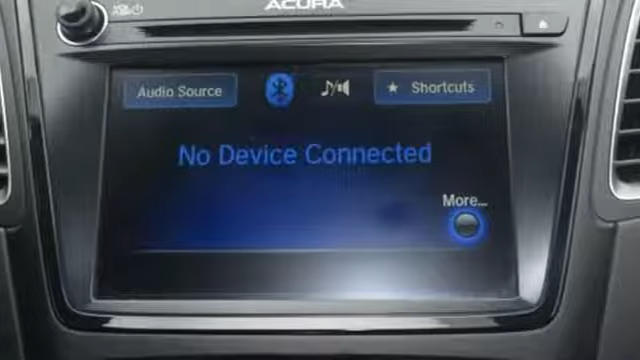 ACURA
Audio Source
Shortcuts
No Device Connected
More...